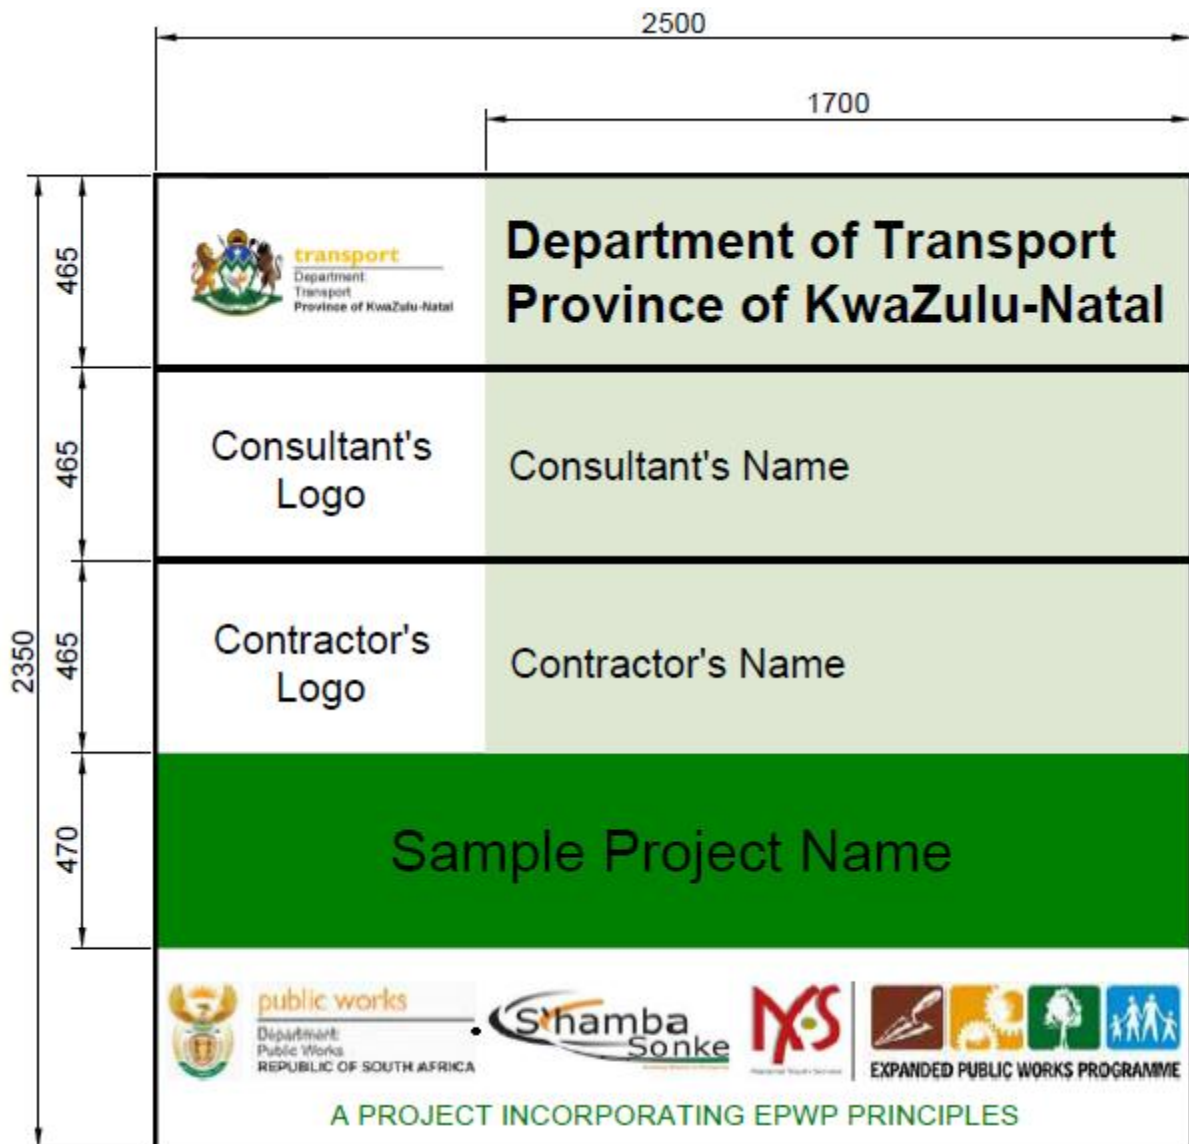 2500
1700
465
transport
Department:
Transport
Province of KwaZulu-Natal
Department of Transport
Province of KwaZulu-Natal
465
Consultant's
Logo
Consultant's Name
2350
465
Contractor's
Logo
Contractor's Name
470
Sample Project Name
public works
Department:
Public Works
REPUBLIC OF SOUTH AFRICA
S'hamba
Sonke
NYS
EXPANDED PUBLIC WORKS PROGRAMME
A PROJECT INCORPORATING EPWP PRINCIPLES